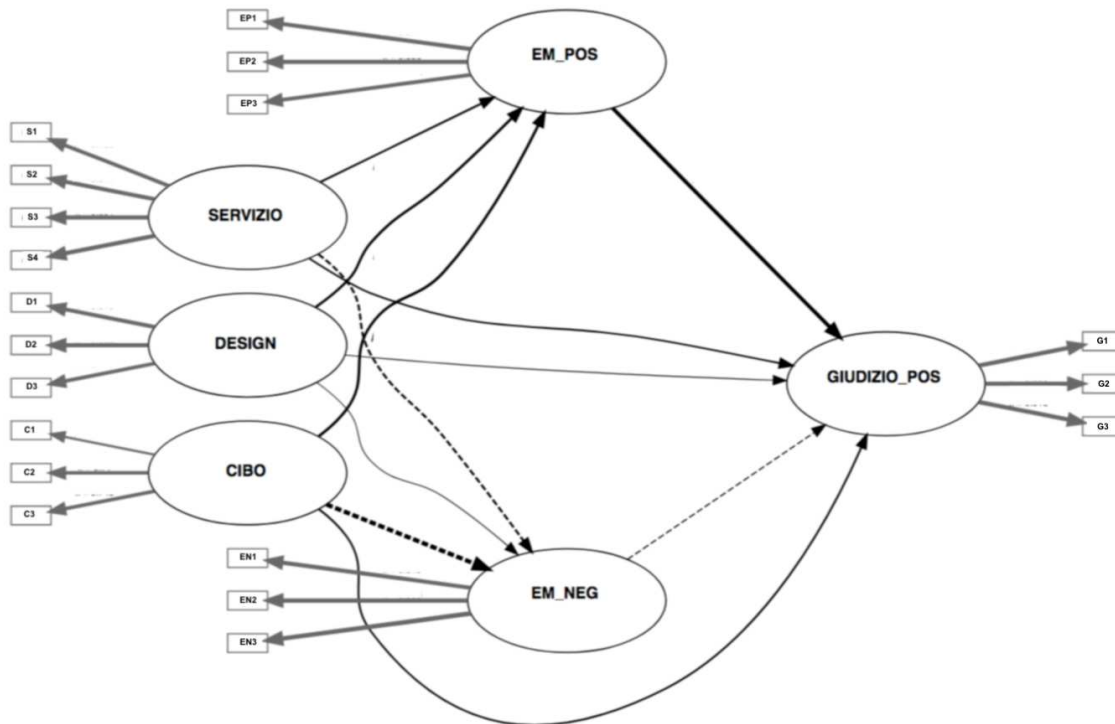 EP1
EM_POS
EP2
EP3
S1
S2
SERVIZIO
S3
S4
D1
DESIGN
D2
D3
G1
GIUDIZIO_POS
G2
G3
C1
CIBO
C2
C3
EN1
EM_NEG
EN2
EN3